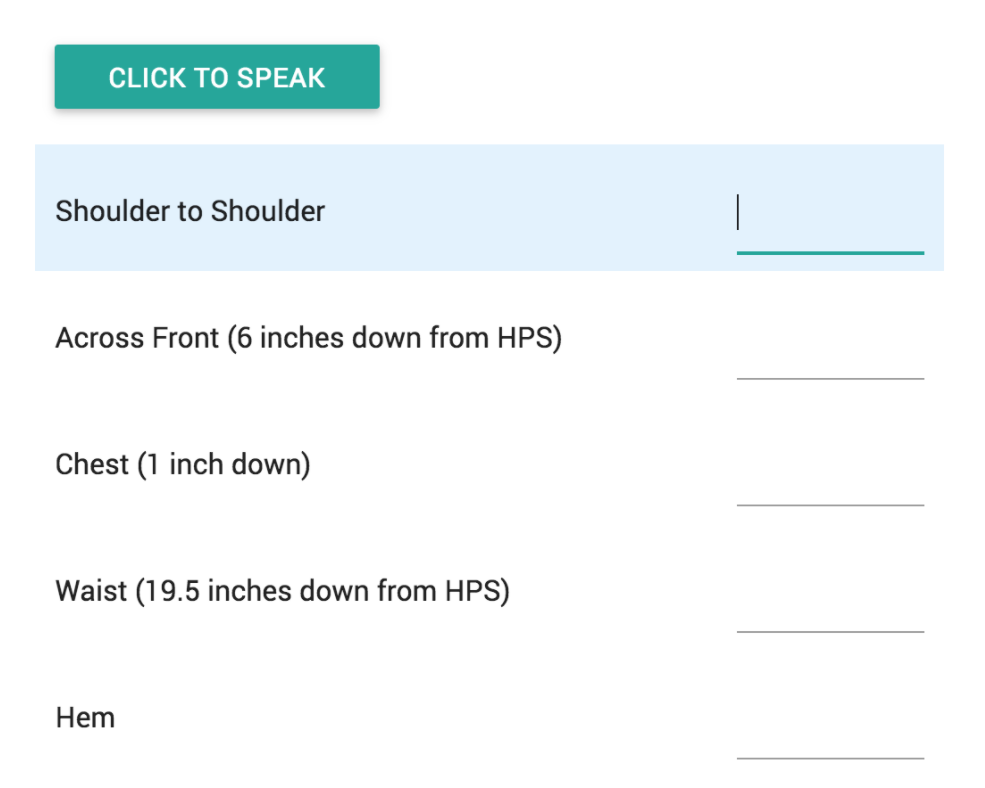 CLICK TO SPEAK
Shoulder to Shoulder
Across Front (6 inches down from HPS)
Chest (1 inch down)
Waist (19.5 inches down from HPS)
Hem